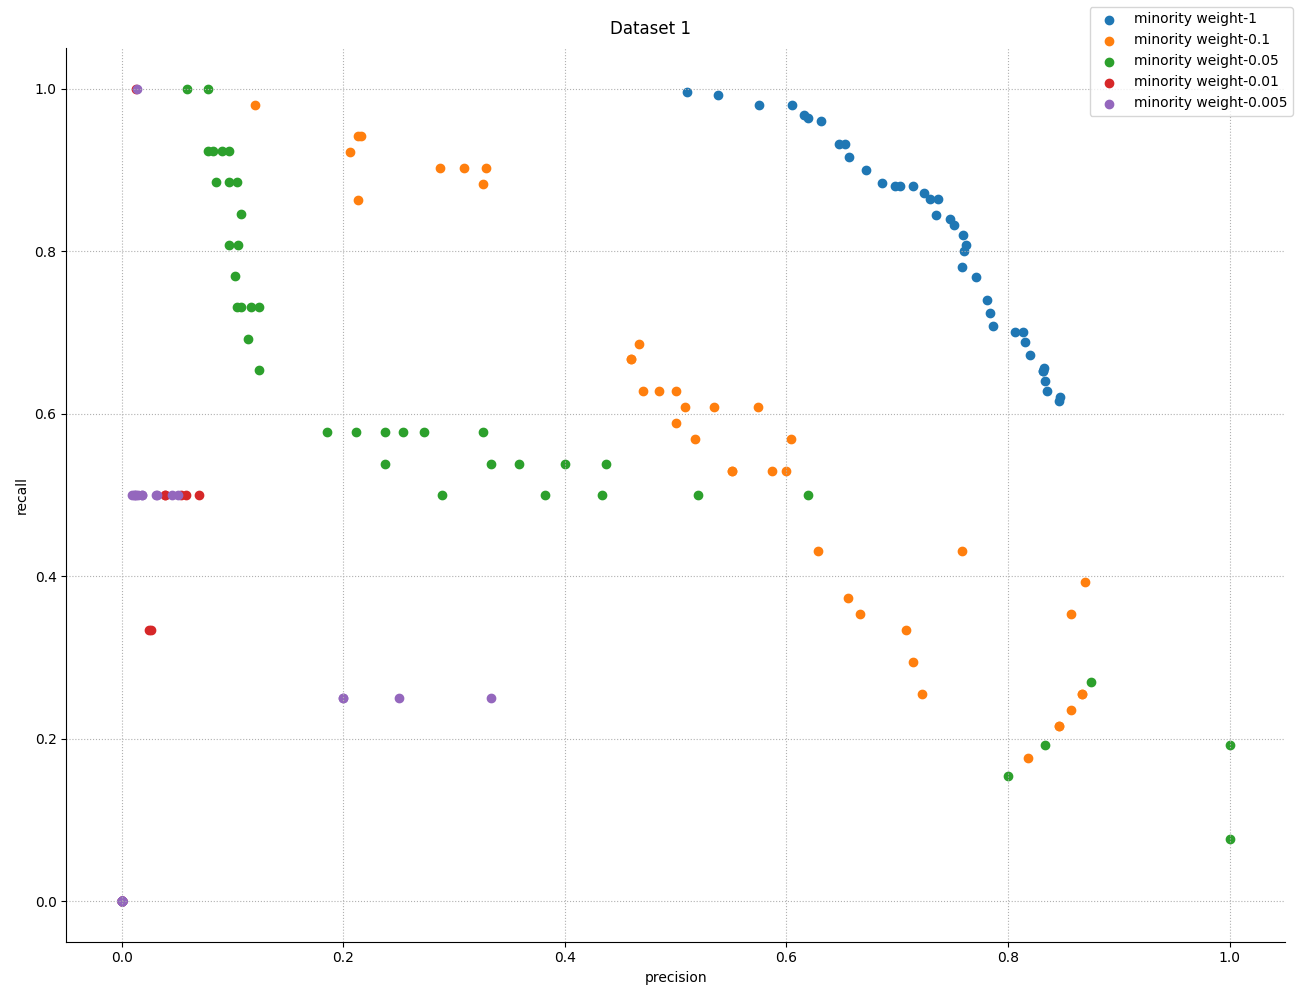 Dataset 1
minority weight-1
minority weight-0.1
minority weight-0.05
minority weight-0.01
minority weight-0.005
recall
1.0
0.8
0.6
0.4
0.2
0.0
0.0 0.2 0.4 0.6 0.8 1.0
precision